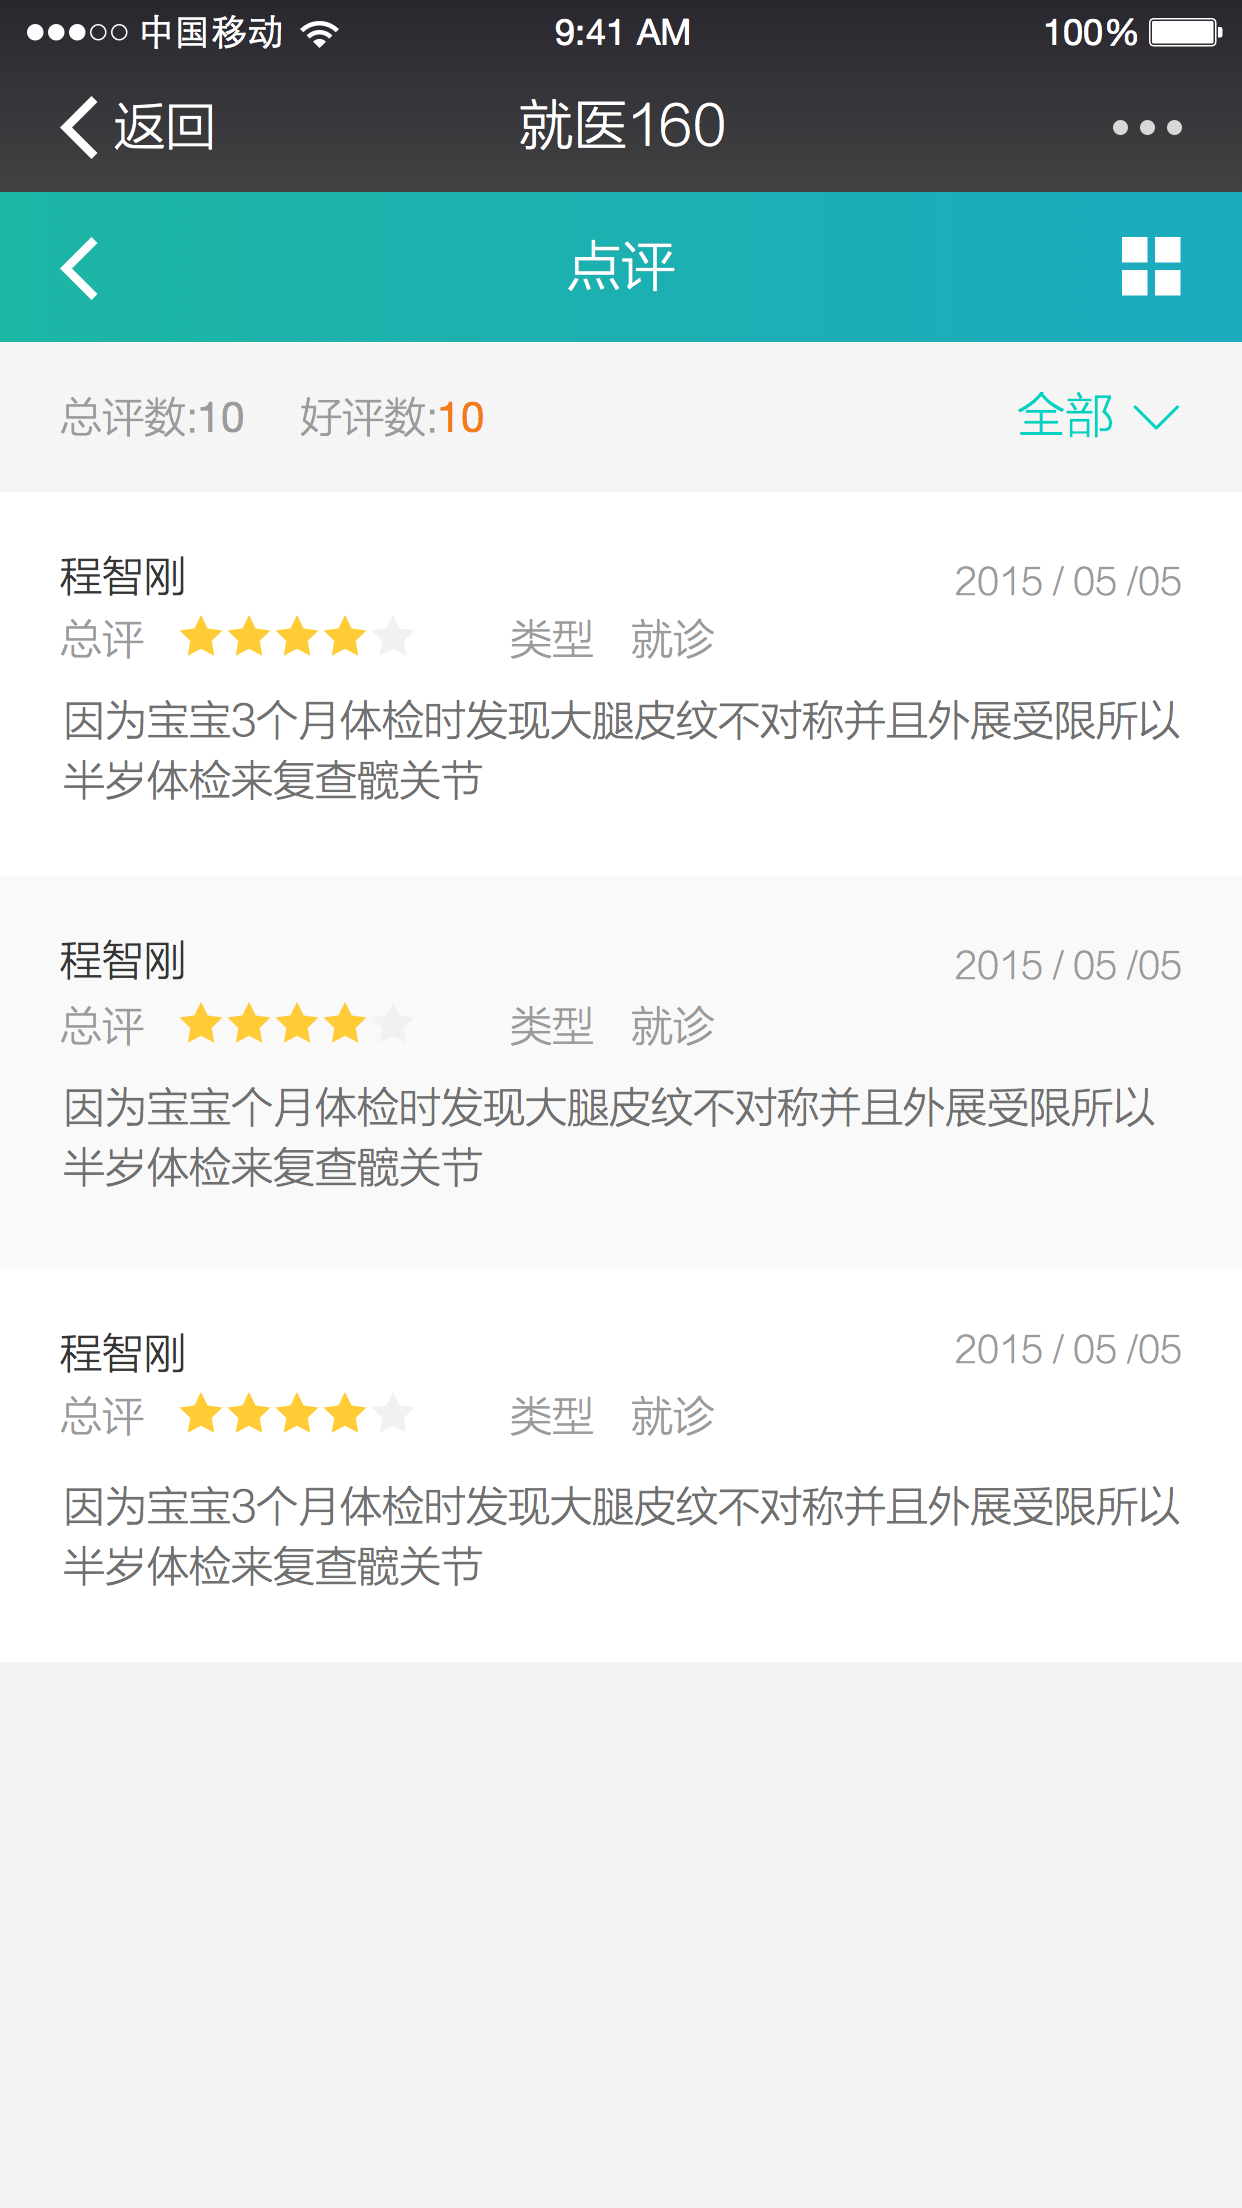 中国移动 9:41 AM 100%
返回 就医160
点评
总评数:10 好评数:10 全部
程智刚 2015 / 05 /05
总评 类型 就诊
因为宝宝3个月体检时发现大腿皮纹不对称并且外展受限所以
半岁体检来复查髋关节
程智刚 2015 / 05 /05
总评 类型 就诊
因为宝宝个月体检时发现大腿皮纹不对称并且外展受限所以
半岁体检来复查髋关节
程智刚 2015 / 05 /05
总评 类型 就诊
因为宝宝3个月体检时发现大腿皮纹不对称并且外展受限所以
半岁体检来复查髋关节